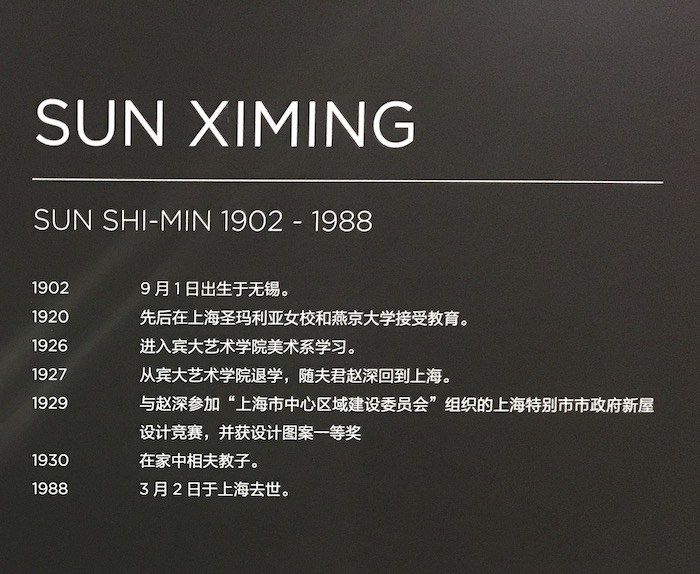 SUN XIMING
SUN SHI-MIN 1902 - 1988
1902 9月1日出生于无锡。
1920 先后在上海圣玛利亚女校和燕京大学接受教育。
1926 进入宾大艺术学院美术系学习。
1927 从宾大艺术学院退学，随夫君赵深回到上海。
1929 与赵深参加“上海市中心区域建设委员会”组织的上海特别市市政府新屋
设计竞赛，并获设计图案一等奖
1930 在家中相夫教子。
1988 3月2日于上海去世。